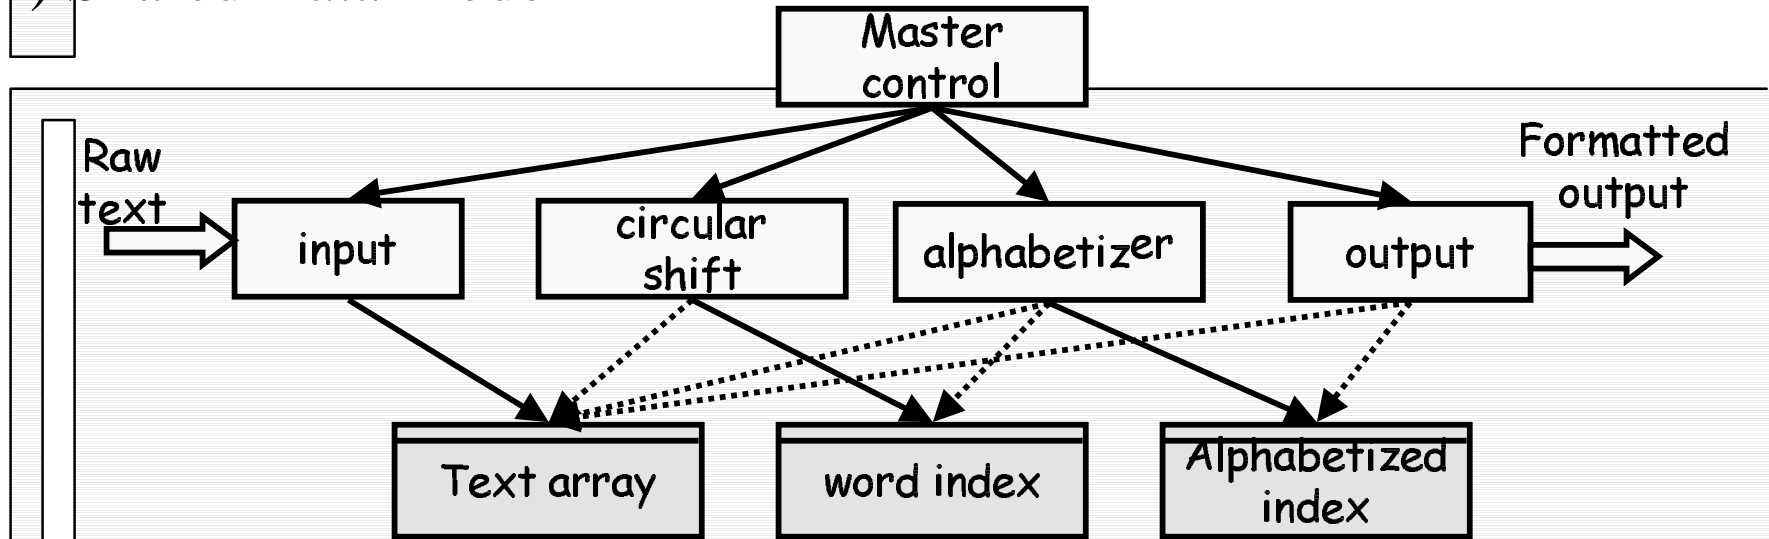 Master
control
Raw
text
Formatted
output
input
circular
shift
alphabetizer
output
Text array
word index
Alphabetized
index